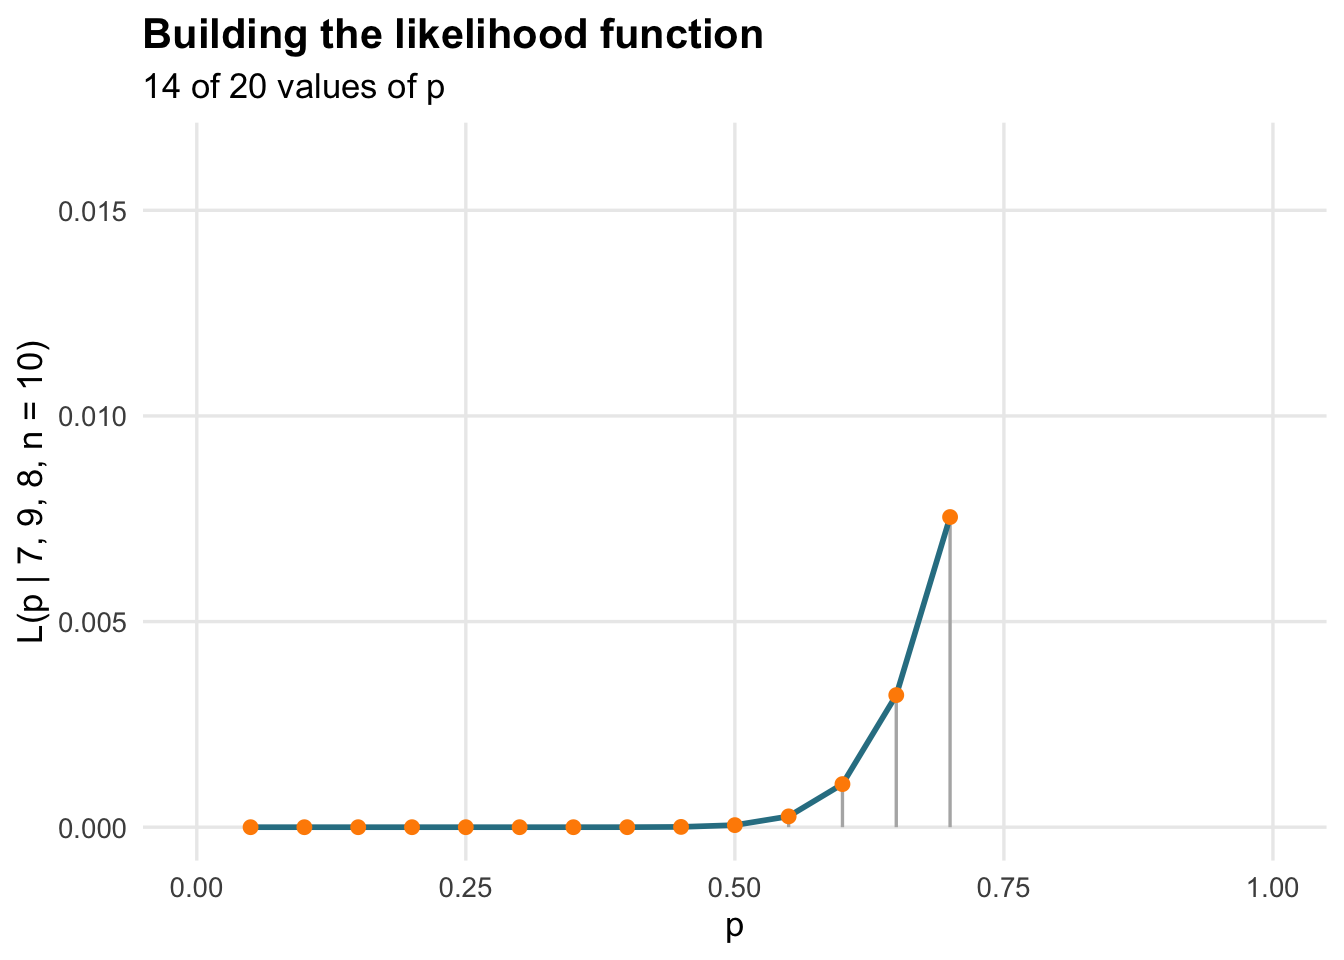 Building the likelihood function
14 of 20 values of p
L(p | 7, 9, 8, n = 10)
0.015
0.010
0.005
0.000
0.00 0.25 0.50 0.75 1.00
p